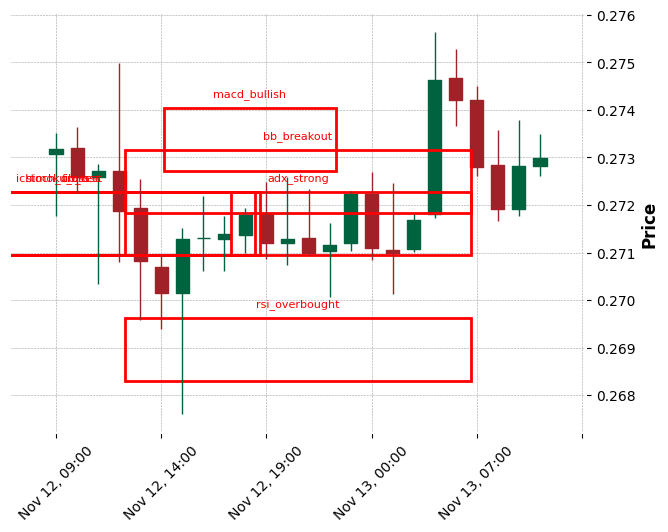 macd_bullish
bb_breakout
adx_strong
rsi_overbought
0.276
0.275
0.274
0.273
0.272
0.271
0.270
0.269
0.268
Price
Nov 12, 09:00
Nov 12, 14:00
Nov 12, 19:00
Nov 13, 00:00
Nov 13, 07:00